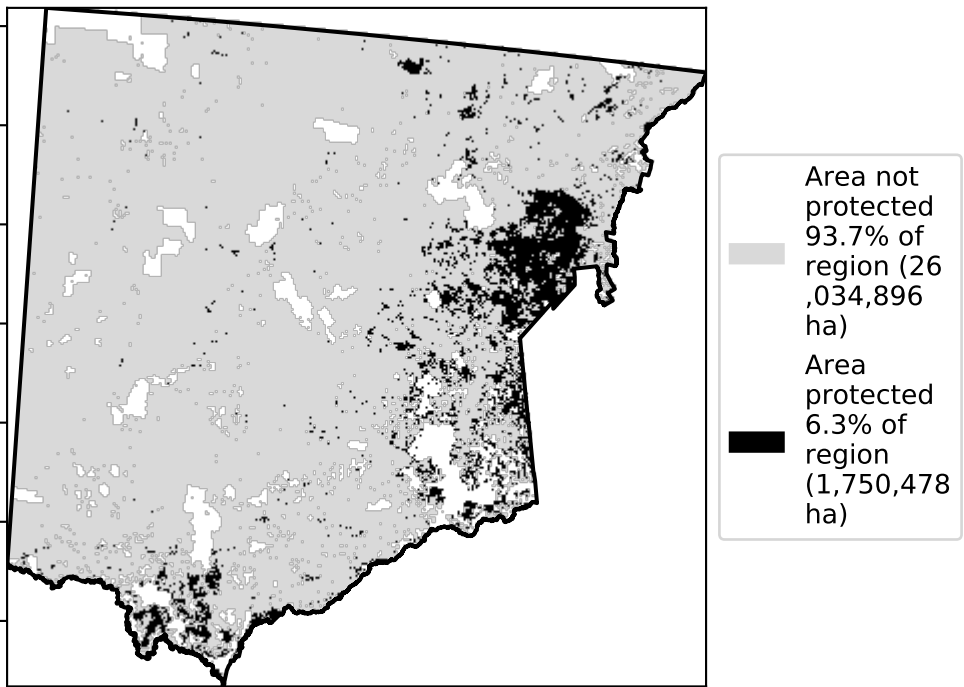 Area not
protected
93.7% of
region (26
,034,896
ha)
Area
protected
6.3% of
region
(1,750,478
ha)